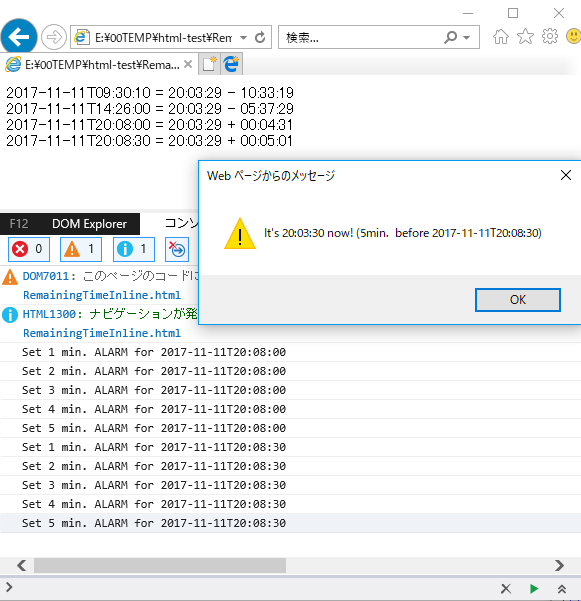 E:¥00TEMP¥html-test¥Rem
検索...
E:¥00TEMP¥html-test¥Rema...
2017-11-11T09:30:10 = 20:03:29 - 10:33:19
2017-11-11T14:26:00 = 20:03:29 - 05:37:29
2017-11-11T20:08:00 = 20:03:29 + 00:04:31
2017-11-11T20:08:30 = 20:03:29 + 00:05:01
Web ページからのメッセージ
It's 20:03:30 now! (5min. before 2017-11-11T20:08:30)
OK
F12
DOM Explorer
コンソ
0
1
1
DOM7011: このページのコードに
RemainingTimeInline.html
HTML1300: ナビゲーションが発
RemainingTimeInline.html
Set 1 min. ALARM for 2017-11-11T20:08:00
Set 2 min. ALARM for 2017-11-11T20:08:00
Set 3 min. ALARM for 2017-11-11T20:08:00
Set 4 min. ALARM for 2017-11-11T20:08:00
Set 5 min. ALARM for 2017-11-11T20:08:00
Set 1 min. ALARM for 2017-11-11T20:08:30
Set 2 min. ALARM for 2017-11-11T20:08:30
Set 3 min. ALARM for 2017-11-11T20:08:30
Set 4 min. ALARM for 2017-11-11T20:08:30
Set 5 min. ALARM for 2017-11-11T20:08:30